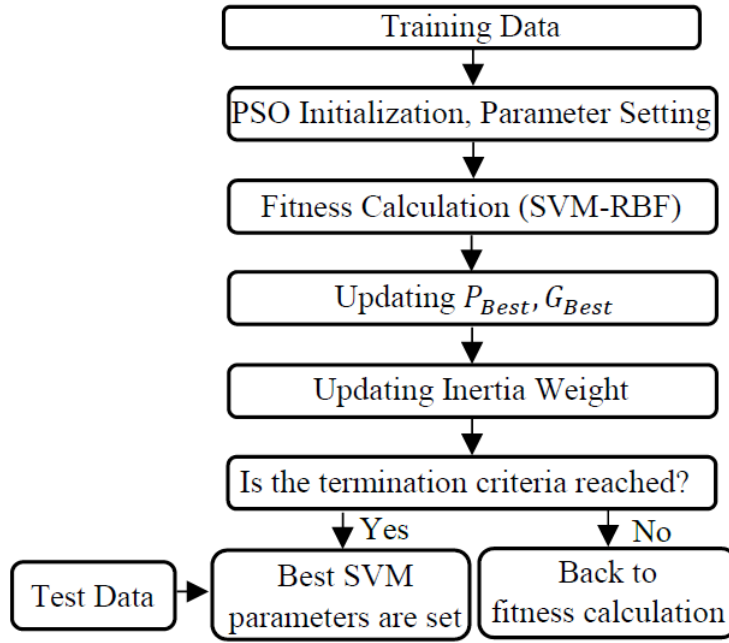 Training Data
PSO Initialization, Parameter Setting
Fitness Calculation (SVM-RBF)
Updating P_Best, G_Best
Updating Inertia Weight
Is the termination criteria reached?
Yes
No
Test Data
Best SVM
parameters are set
Back to
fitness calculation